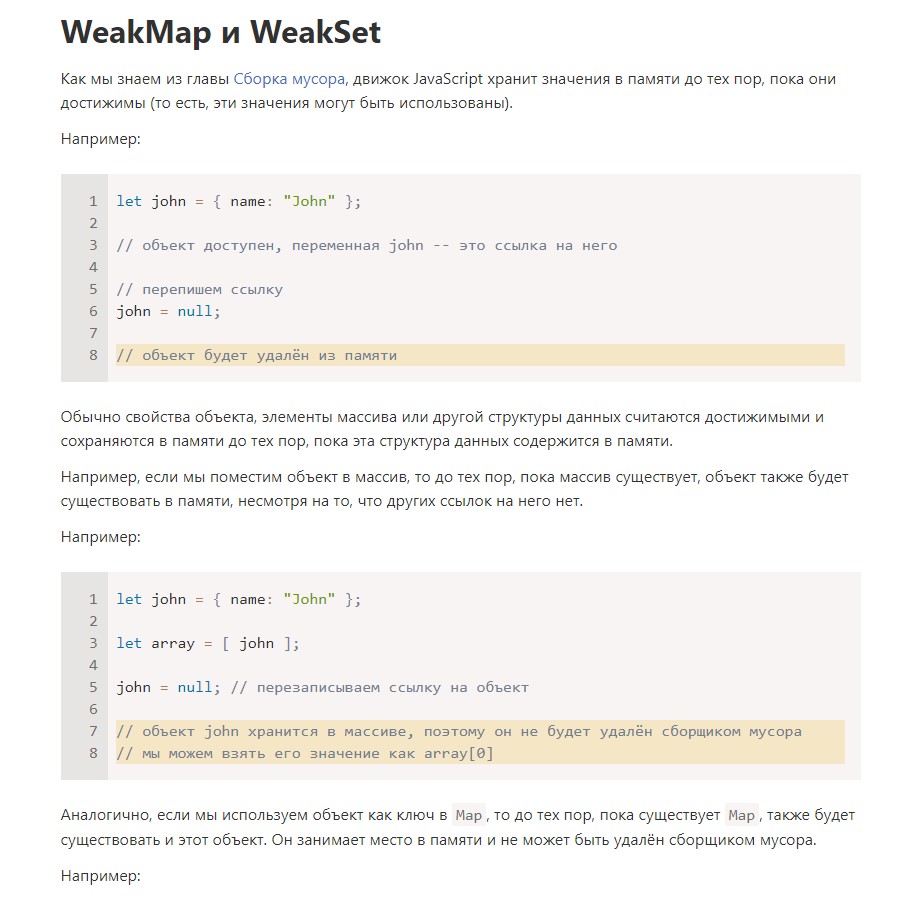 WeakMap и WeakSet
Как мы знаем из главы Сборка мусора, движок JavaScript хранит значения в памяти до тех пор, пока они
достижимы (то есть, эти значения могут быть использованы).
Например:
1 let john = { name: "John" };
2
3 // объект доступен, переменная john -- это ссылка на него
4
5 // перепишем ссылку
6 john = null;
7
8 // объект будет удалён из памяти
Обычно свойства объекта, элементы массива или другой структуры данных считаются достижимыми и
сохраняются в памяти до тех пор, пока эта структура данных содержится в памяти.
Например, если мы поместим объект в массив, то до тех пор, пока массив существует, объект также будет
существовать в памяти, несмотря на то, что других ссылок на него нет.
Например:
1 let john = { name: "John" };
2
3 let array = [ john ];
4
5 john = null; // перезаписываем ссылку на объект
6
7 // объект john хранится в массиве, поэтому он не будет удалён сборщиком мусора
8 // мы можем взять его значение как array[0]
Аналогично, если мы используем объект как ключ в Map, то до тех пор, пока существует Map, также будет
существовать и этот объект. Он занимает место в памяти и не может быть удалён сборщиком мусора.
Например: